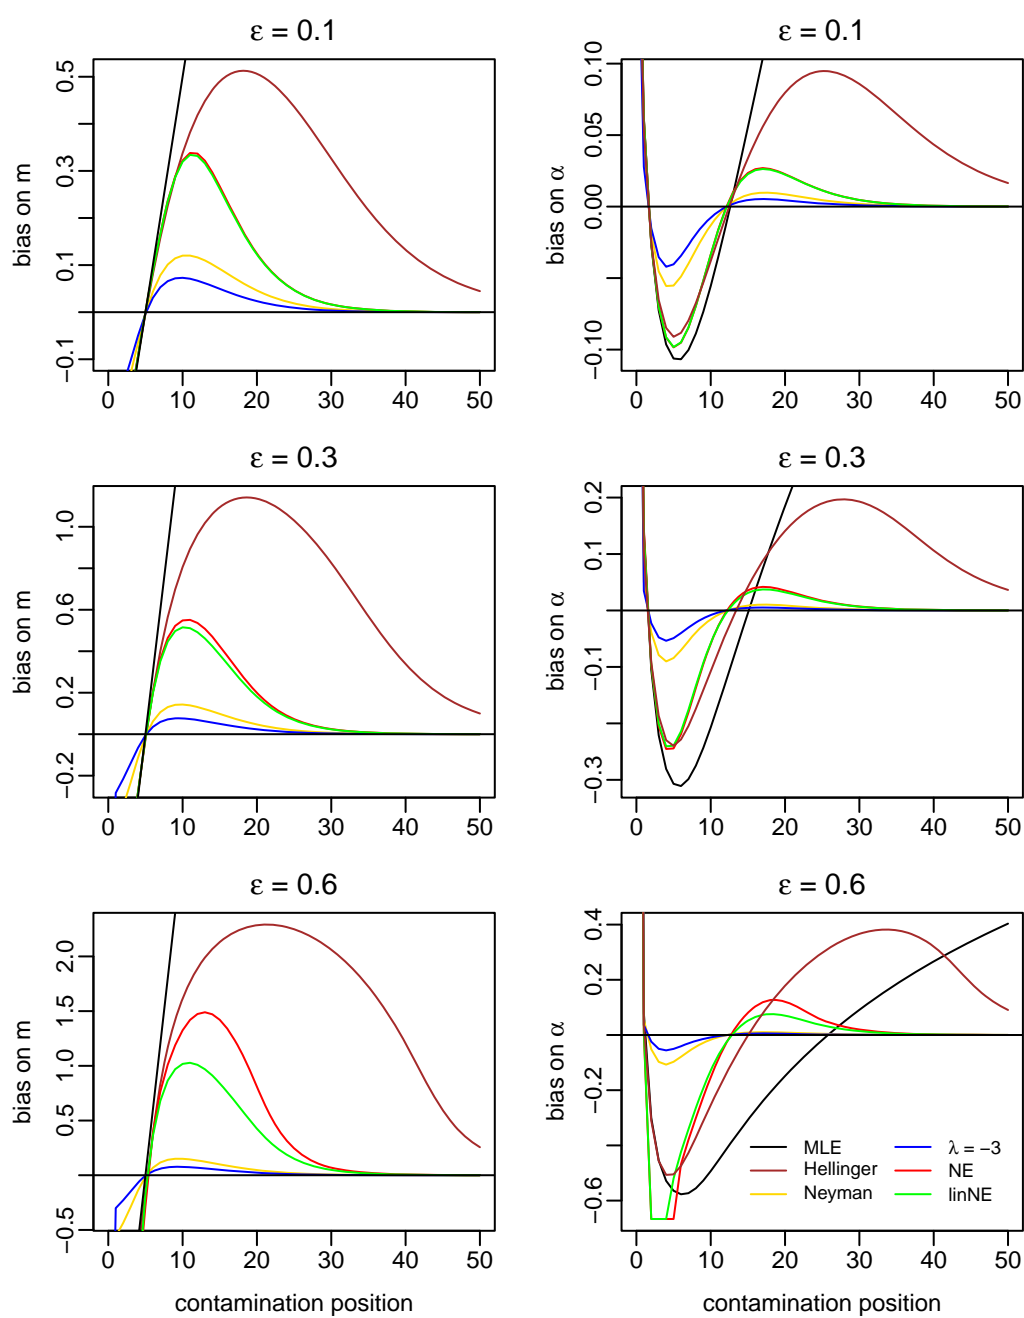 ε = 0.1
bias on m
−0.1
0.1
0.3
0.5
0 10 20 30 40 50
ε = 0.1
bias on α
−0.10
0.00
0.05
0.10
0 10 20 30 40 50
ε = 0.3
bias on m
−0.2
0.2
0.6
1.0
0 10 20 30 40 50
ε = 0.3
bias on α
−0.3
−0.1
0.1
0.2
0 10 20 30 40 50
ε = 0.6
bias on m
−0.5
0.5
1.0
1.5
2.0
0 10 20 30 40 50
contamination position
ε = 0.6
bias on α
−0.6
−0.2
0.2
0.4
MLE
Hellinger
Neyman
λ = −3
NE
linNE
0 10 20 30 40 50
contamination position